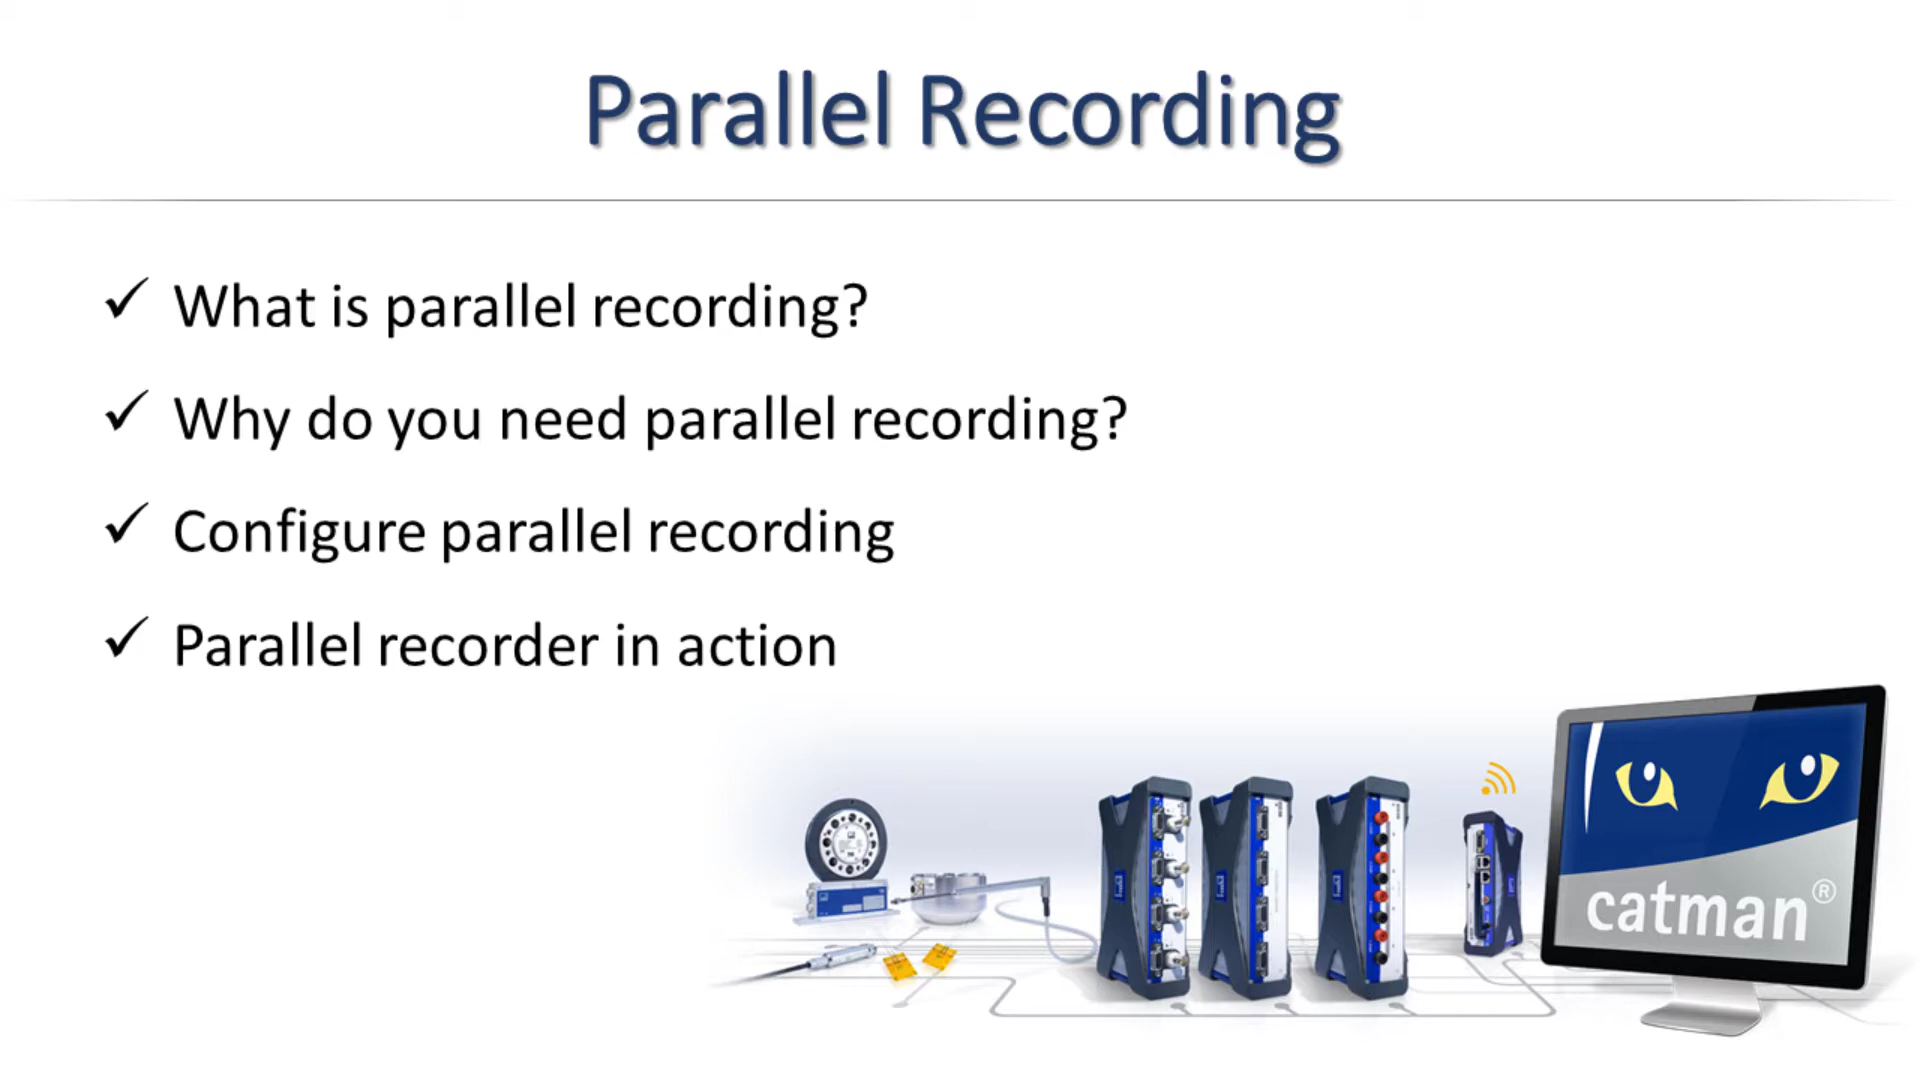 Parallel Recording
✓ What is parallel recording?
✓ Why do you need parallel recording?
✓ Configure parallel recording
✓ Parallel recorder in action
catman®